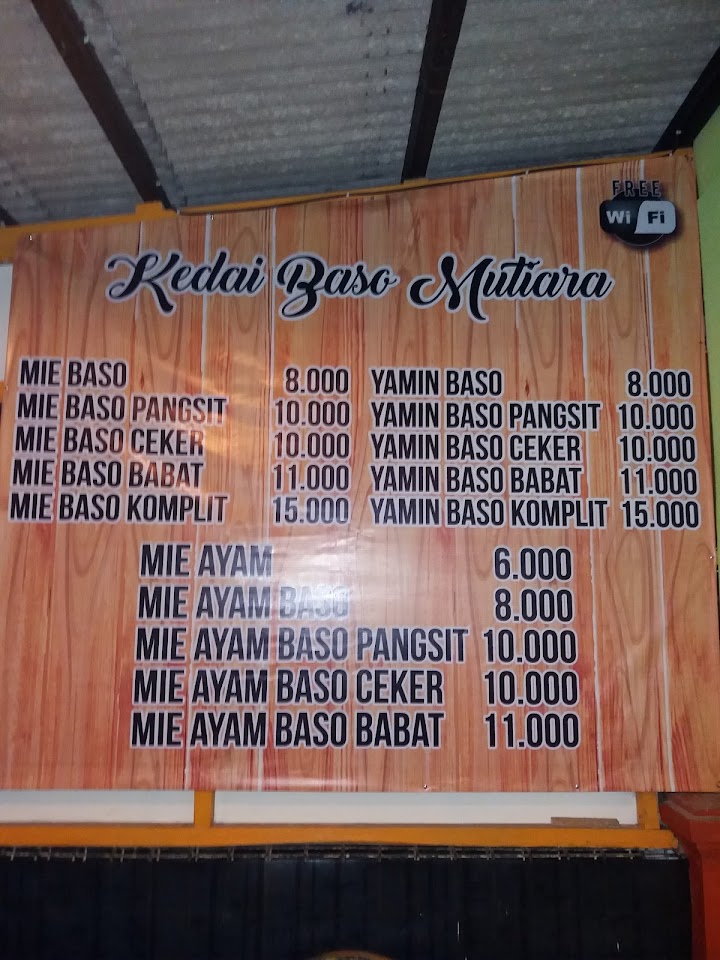 FREE
Wi Fi
Kedai Baso Mutiara
MIE BASO 8.000
MIE BASO PANGSIT 10.000
MIE BASO CEKER 10.000
MIE BASO BABAT 11.000
MIE BASO KOMPLIT 15.000
YAMIN BASO 8.000
YAMIN BASO PANGSIT 10.000
YAMIN BASO CEKER 10.000
YAMIN BASO BABAT 11.000
YAMIN BASO KOMPLIT 15.000
MIE AYAM 6.000
MIE AYAM BASO 8.000
MIE AYAM BASO PANGSIT 10.000
MIE AYAM BASO CEKER 10.000
MIE AYAM BASO BABAT 11.000